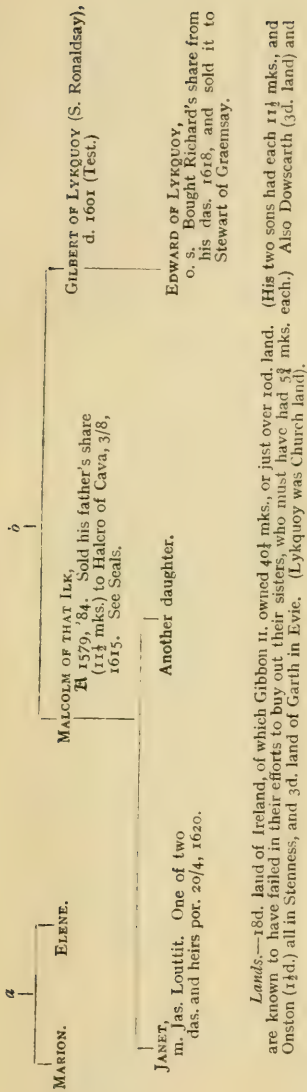 a
b
MARION.
ELENE.
MALCOLM OF THAT ILK,
A 1579, '84. Sold his father's share
(11½ mks.) to Halcro of Cava, 3/8,
1615. See Seals.
GILBERT OF LYKQUOY (S. Ronaldsay),
d. 1601 (Test.)
JANET,
m. Jas. Louttit. One of two
das. and heirs por. 20/4, 1620.
Another daughter.
EDWARD OF LYKQUOY,
o. s. Bought Richard's share from
his das. 1618, and sold it to
Stewart of Graemsay.
Lands.—18d. land of Ireland, of which Gibbon II. owned 40¼ mks., or just over 10d. land. (His two sons had each 11½ mks., and
are known to have failed in their efforts to buy out their sisters, who must have had 5¾ mks. each.) Also Dowscarth (3d. land) and
Onston (1½d.) all in Stenness, and 3d. land of Garth in Evie. (Lykquoy was Church land).